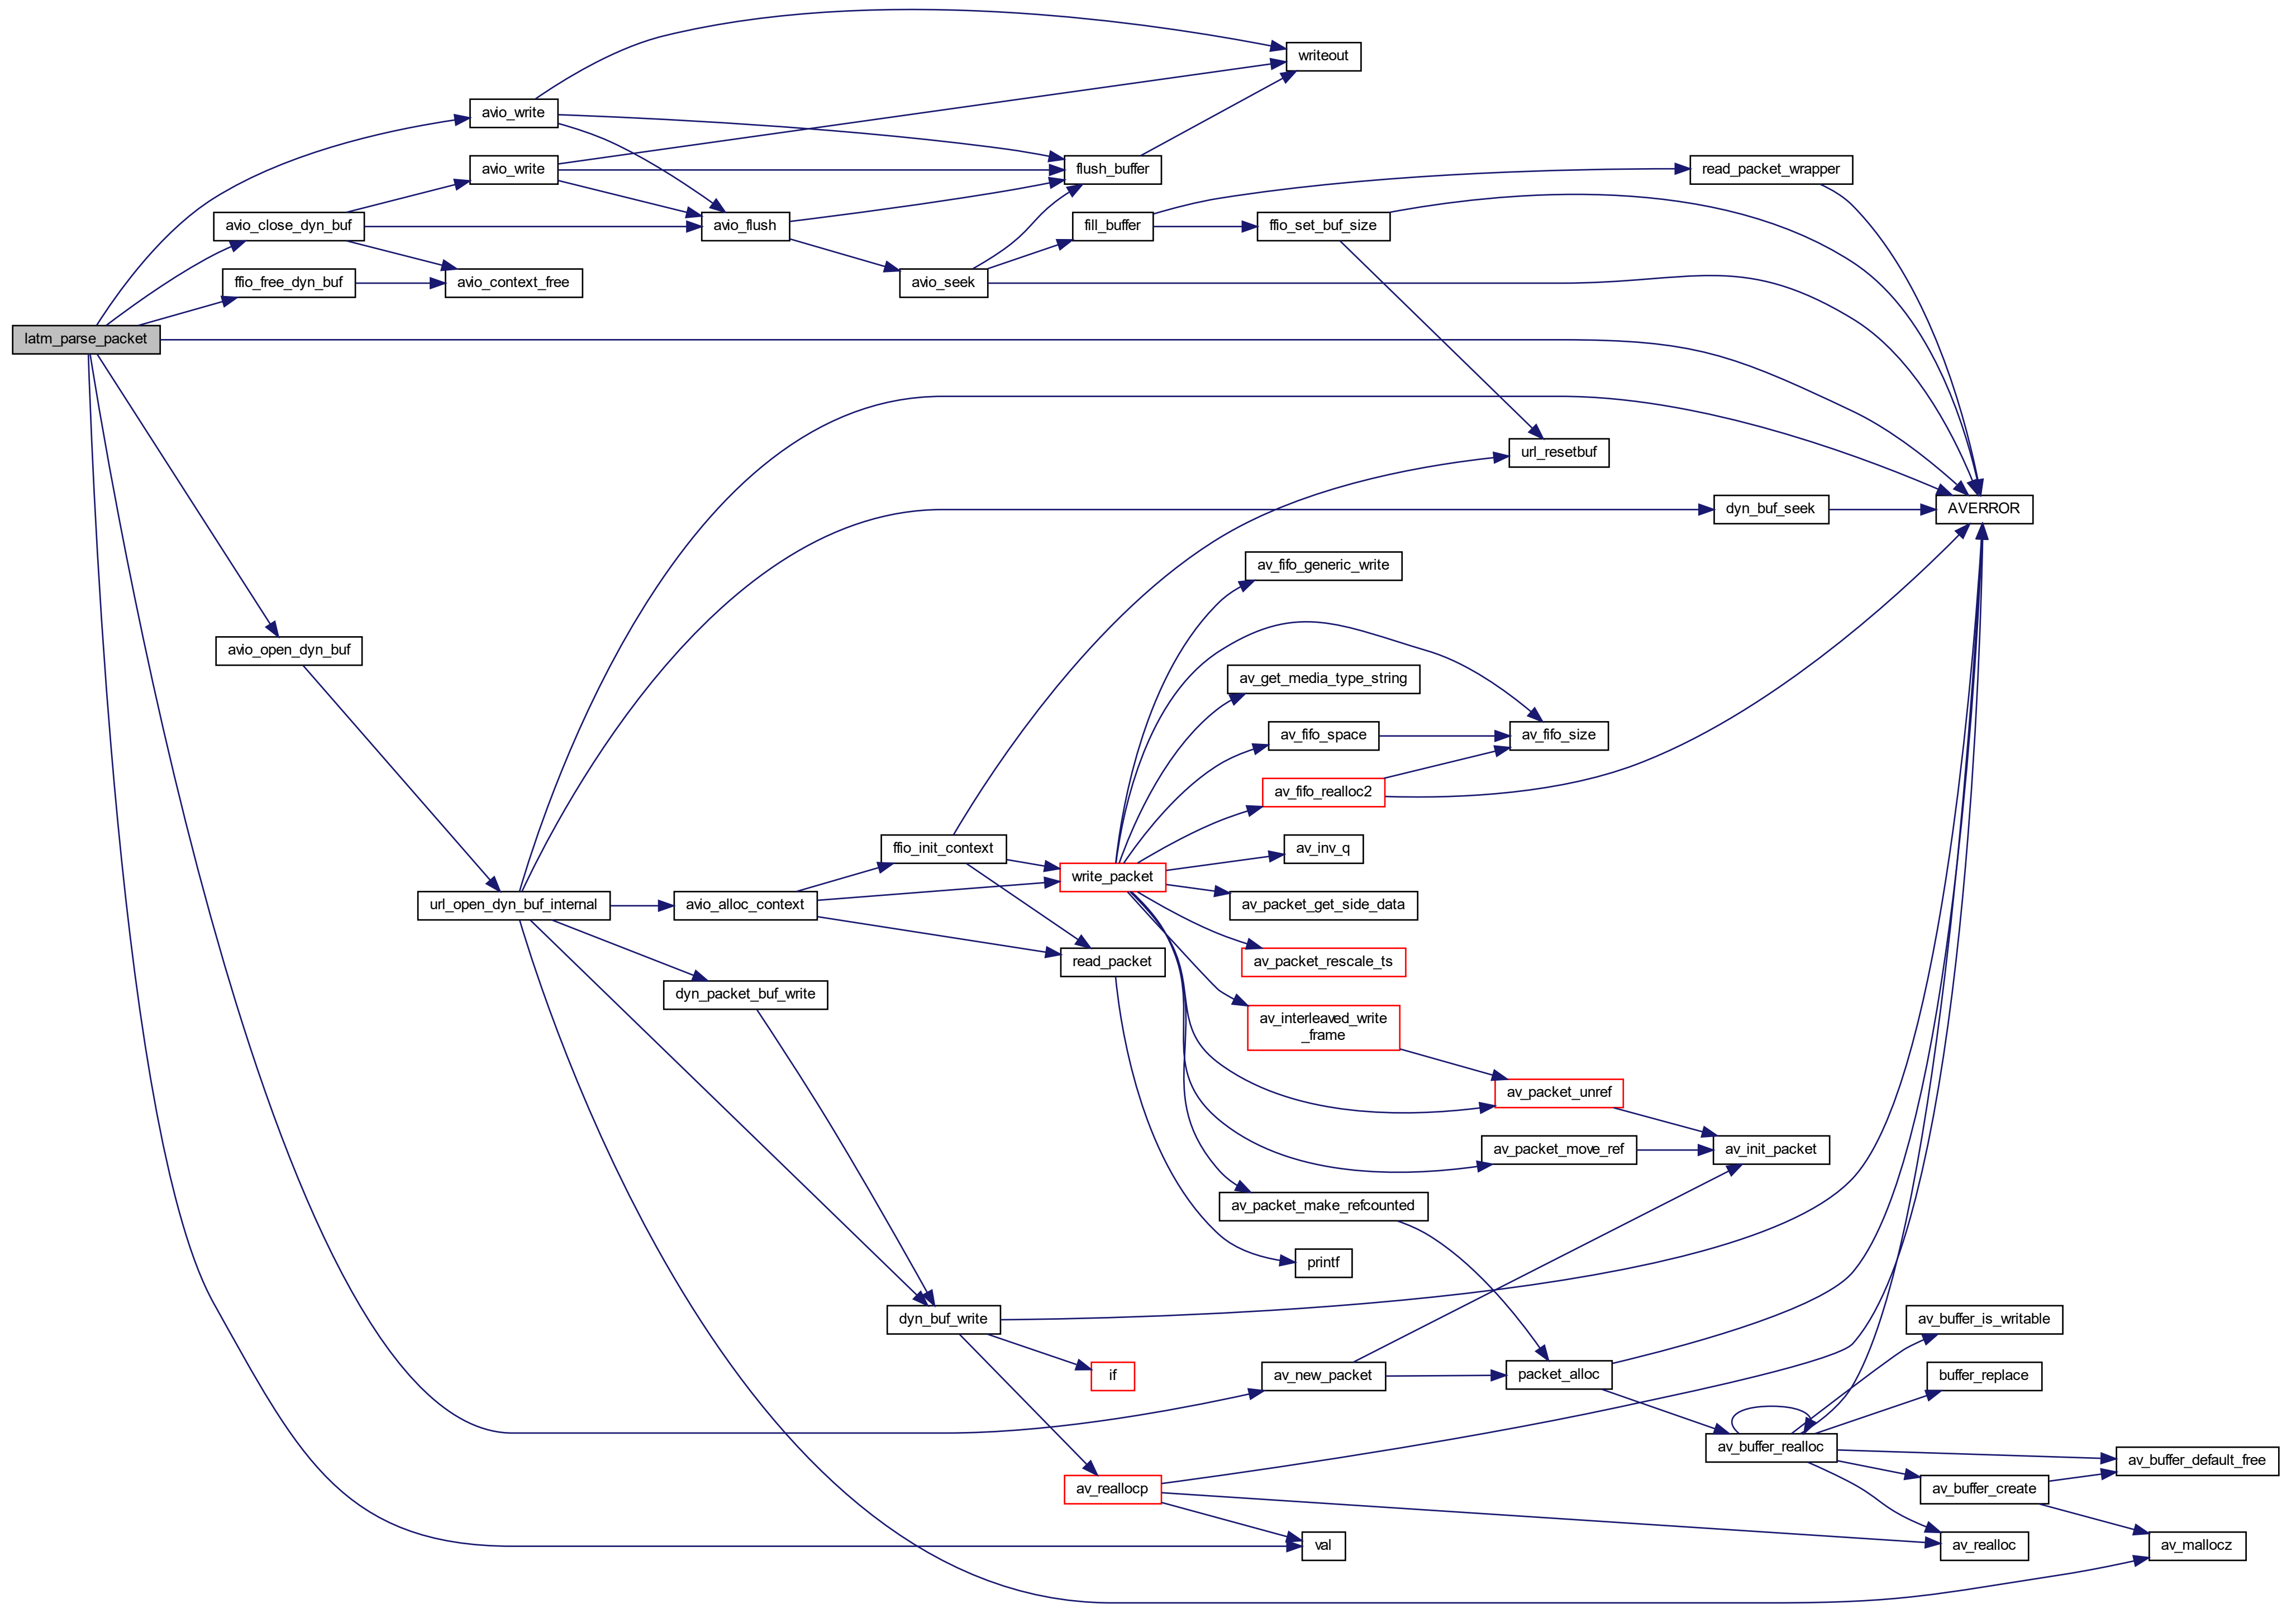 writeout
avio_write
avio_write
flush_buffer
read_packet_wrapper
avio_close_dyn_buf
avio_flush
fill_buffer
ffio_set_buf_size
ffio_free_dyn_buf
avio_context_free
avio_seek
latm_parse_packet
url_resetbuf
dyn_buf_seek
AVERROR
av_fifo_generic_write
avio_open_dyn_buf
av_get_media_type_string
av_fifo_space
av_fifo_size
av_fifo_realloc2
ffio_init_context
av_inv_q
write_packet
url_open_dyn_buf_internal
avio_alloc_context
av_packet_get_side_data
read_packet
av_packet_rescale_ts
dyn_packet_buf_write
av_interleaved_write
_frame
av_packet_unref
av_packet_move_ref
av_init_packet
av_packet_make_refcounted
printf
dyn_buf_write
av_buffer_is_writable
if
av_new_packet
packet_alloc
buffer_replace
av_buffer_realloc
av_buffer_default_free
av_reallocp
av_buffer_create
val
av_realloc
av_mallocz